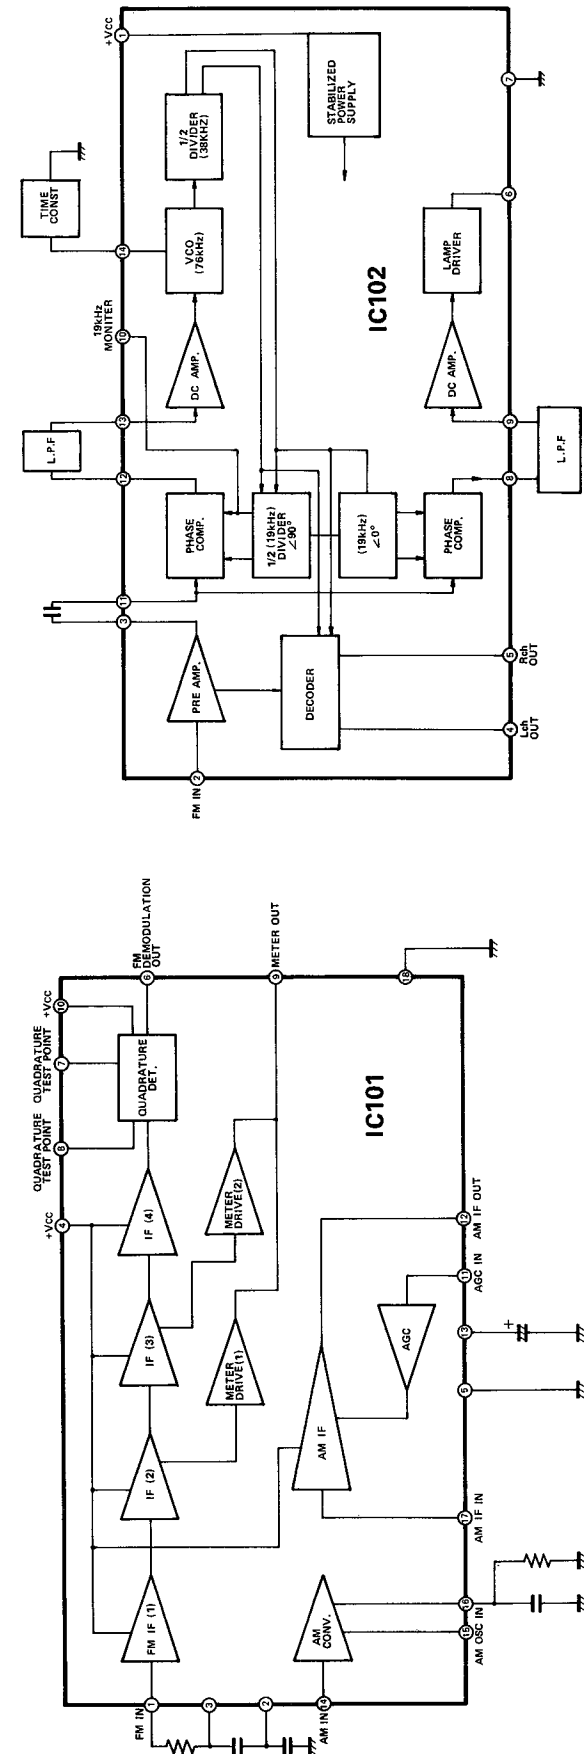 FM IN
1
3
2
AM IN
14
FM IF (1)
IF (2)
IF (3)
IF (4)
QUADRATURE
DET.
+Vcc
4
QUADRATURE
TEST POINT
8
QUADRATURE
TEST POINT
7
+Vcc
10
6
FM
DEMODULATION
OUT
9
METER OUT
18
METER
DRIVE(1)
METER
DRIVE(2)
IC101
AM
CONV.
AM IF
AGC
15
16
AM OSC IN
17
AM IF IN
5
13
+
11
AGC IN
12
AM IF OUT
FM IN
2
PRE AMP.
3
11
12
L.P.F
13
19kHz
MONITER
10
14
TIME
CONST
+Vcc
1
PHASE
COMP.
DC AMP.
VCO
(76kHz)
1/2
DIVIDER
(38KHZ)
STABILIZED
POWER
SUPPLY
DECODER
1/2 (19kHz)
DIVIDER
∠90°
(19kHz)
∠0°
PHASE
COMP.
DC AMP.
LAMP
DRIVER
IC102
4
Lch
OUT
5
Rch
OUT
8
L.P.F
9
6
7